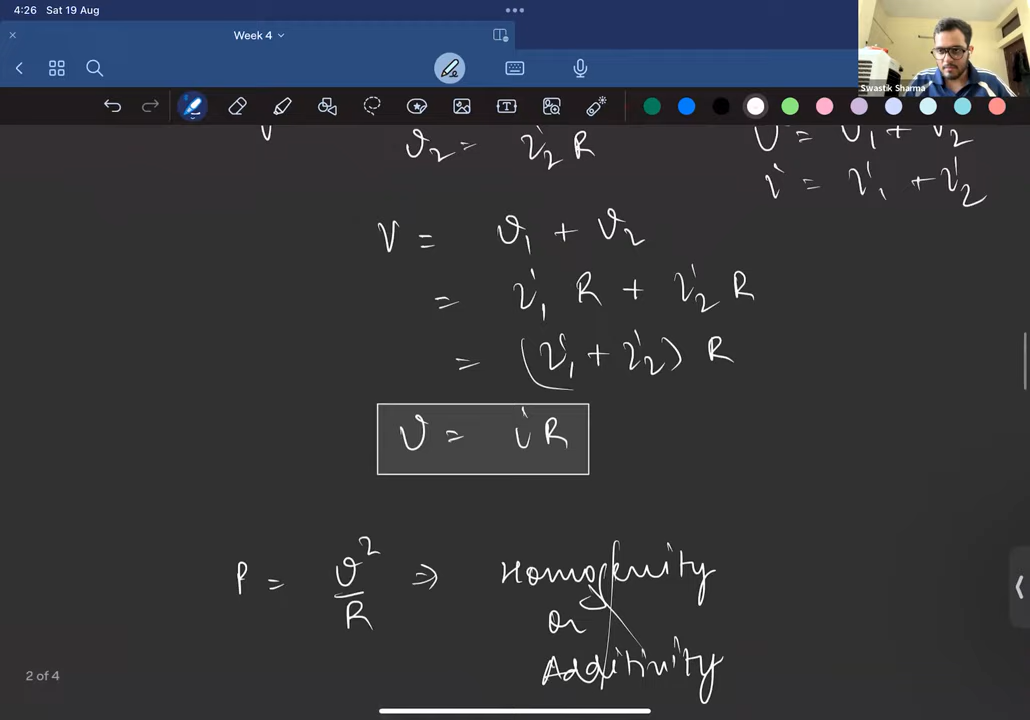 4:26 Sat 19 Aug
Week 4
Swastik Sharma
v
v₂ = i₂ R
v = v₁ + v₂
i = i₁ + i₂
V = v₁ + v₂
= i₁ R + i₂ R
= (i₁ + i₂) R
v = i R
P = v²/R ⇒ Homogenuity
or
Additivity
2 of 4